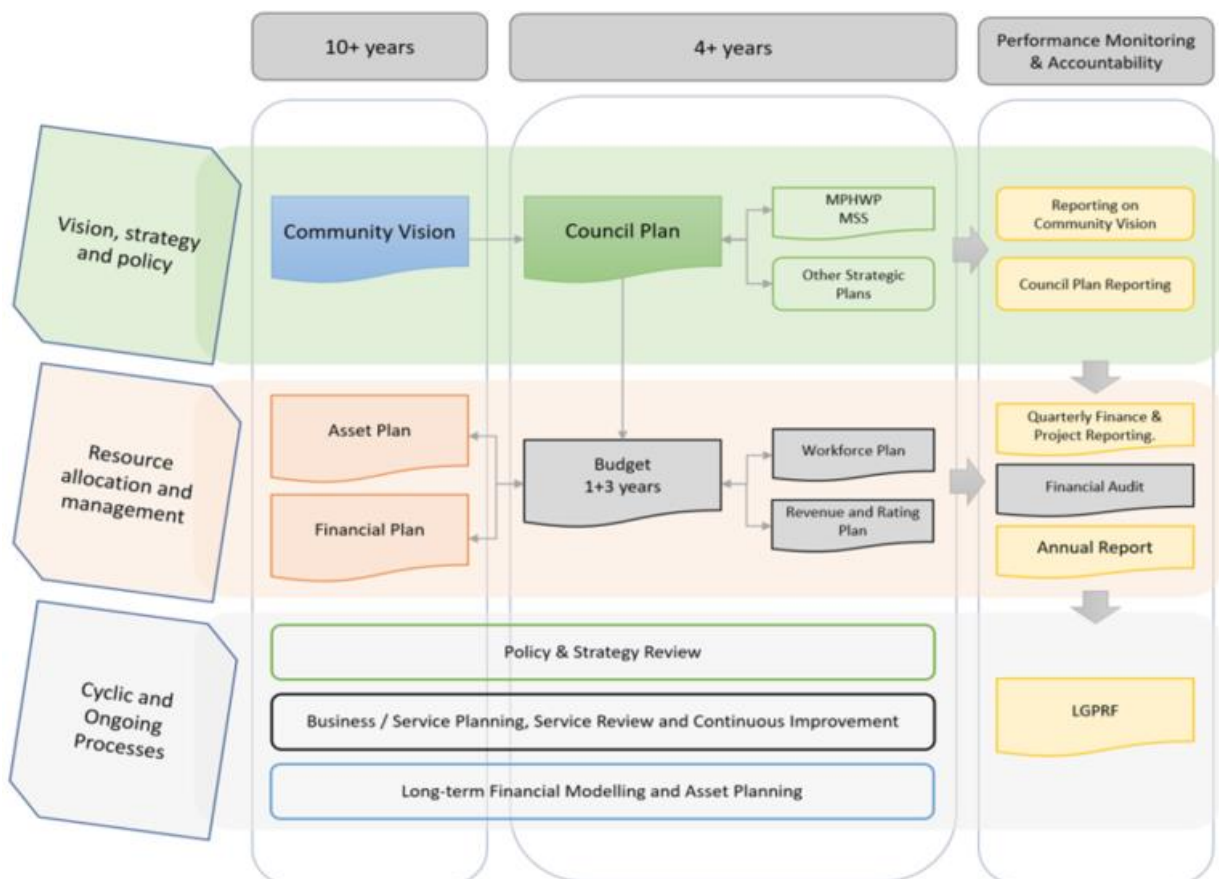 10+ years
4+ years
Performance Monitoring
& Accountability
Vision, strategy
and policy
Community Vision
Council Plan
MPHWP
MSS
Other Strategic
Plans
Reporting on
Community Vision
Council Plan Reporting
Resource
allocation and
management
Asset Plan
Financial Plan
Budget
1+3 years
Workforce Plan
Revenue and Rating
Plan
Quarterly Finance &
Project Reporting.
Financial Audit
Annual Report
Cyclic and
Ongoing
Processes
Policy & Strategy Review
Business / Service Planning, Service Review and Continuous Improvement
Long-term Financial Modelling and Asset Planning
LGPRF